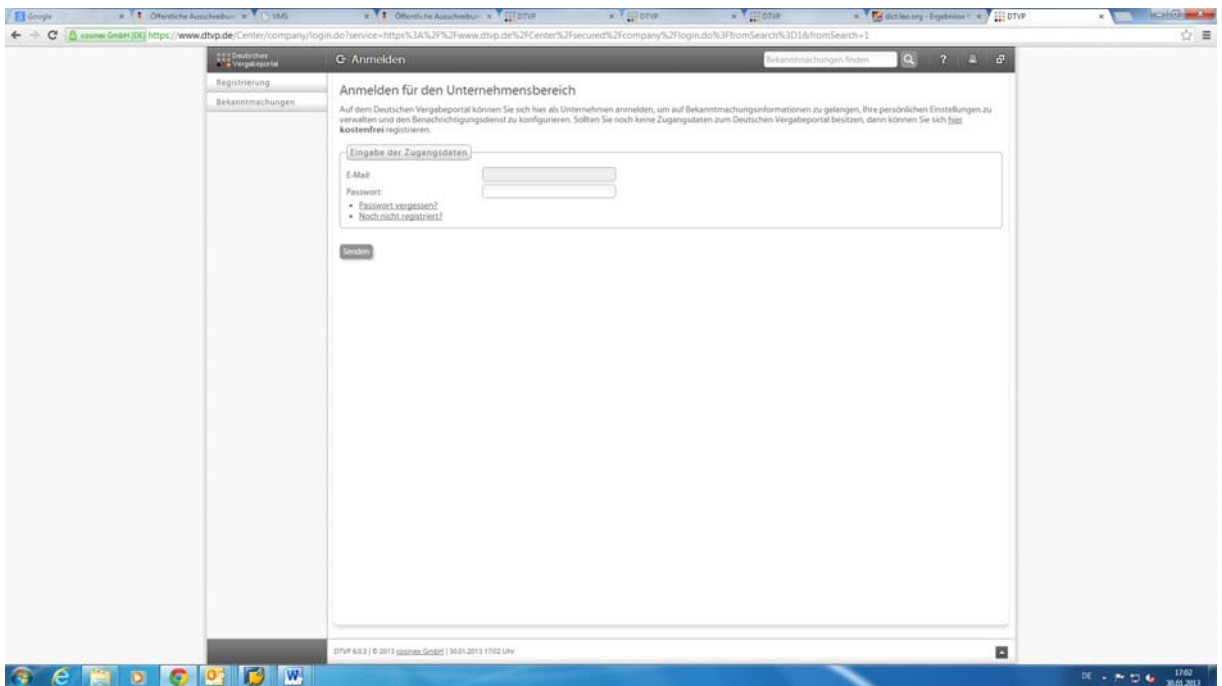 Google
Öffentliche Ausschreibun
VMS
Öffentliche Ausschreibun
DTVP
DTVP
DTVP
dict.leo.org - Ergebnisse f
DTVP
cosinex GmbH [DE] https://www.dtvp.de/Center/company/login.do?service=https%3A%2F%2Fwww.dtvp.de%2FCenter%2Fsecured%2Fcompany%2Flogin.do%3FfromSearch%3D1&fromSearch=1
Deutsches
Vergabeportal
Anmelden
Bekanntmachungen finden
?
Registrierung
Bekanntmachungen
Anmelden für den Unternehmensbereich
Auf dem Deutschen Vergabeportal können Sie sich hier als Unternehmen anmelden, um auf Bekanntmachungsinformationen zu gelangen, Ihre persönlichen Einstellungen zu
verwalten und den Benachrichtigungsdienst zu konfigurieren. Sollten Sie noch keine Zugangsdaten zum Deutschen Vergabeportal besitzen, dann können Sie sich hier
kostenfrei registrieren.
Eingabe der Zugangsdaten
E-Mail:
Passwort:
Passwort vergessen?
Noch nicht registriert?
Senden
DTVP 6.0.3 | © 2013 cosinex GmbH | 30.01.2013 17:02 Uhr
DE
17:02
30.01.2013